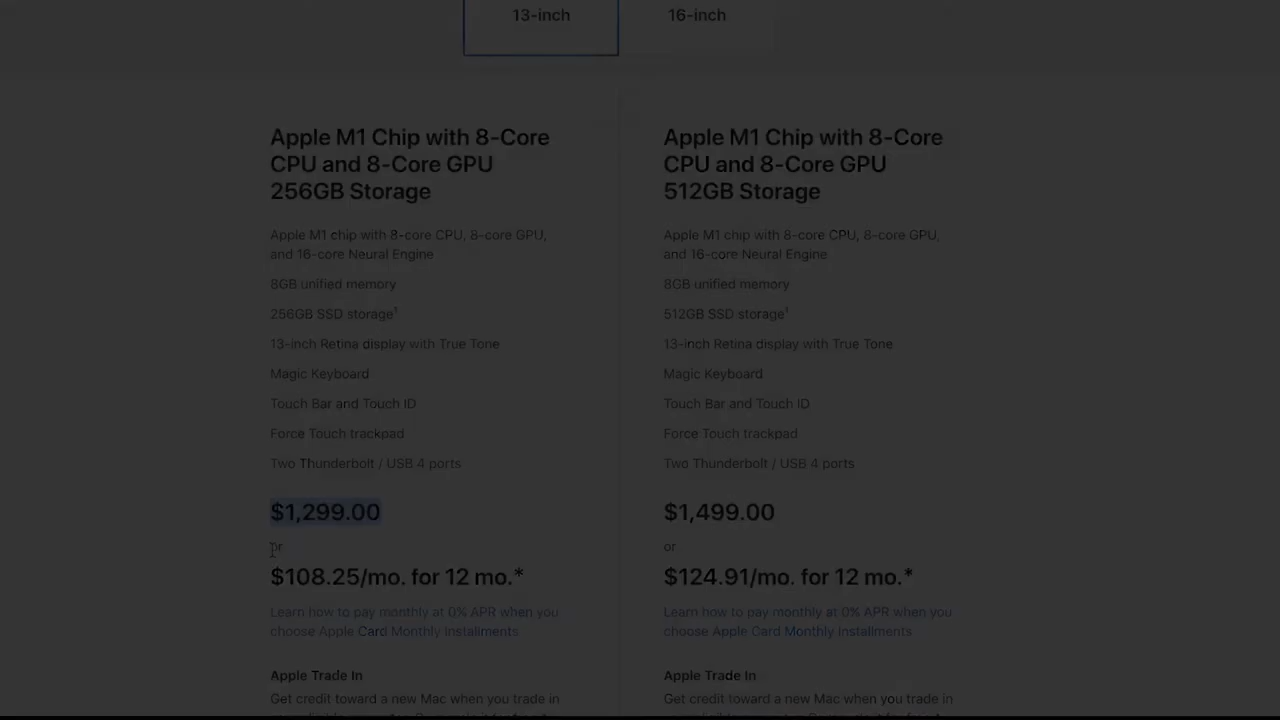 13-inch
16-inch
Apple M1 Chip with 8-Core
CPU and 8-Core GPU
256GB Storage
Apple M1 chip with 8-core CPU, 8-core GPU,
and 16-core Neural Engine
8GB unified memory
256GB SSD storage¹
13-inch Retina display with True Tone
Magic Keyboard
Touch Bar and Touch ID
Force Touch trackpad
Two Thunderbolt / USB 4 ports
$1,299.00
or
$108.25/mo. for 12 mo.*
Learn how to pay monthly at 0% APR when you
choose Apple Card Monthly Installments
Apple Trade In
Get credit toward a new Mac when you trade in
Apple M1 Chip with 8-Core
CPU and 8-Core GPU
512GB Storage
Apple M1 chip with 8-core CPU, 8-core GPU,
and 16-core Neural Engine
8GB unified memory
512GB SSD storage¹
13-inch Retina display with True Tone
Magic Keyboard
Touch Bar and Touch ID
Force Touch trackpad
Two Thunderbolt / USB 4 ports
$1,499.00
or
$124.91/mo. for 12 mo.*
Learn how to pay monthly at 0% APR when you
choose Apple Card Monthly Installments
Apple Trade In
Get credit toward a new Mac when you trade in